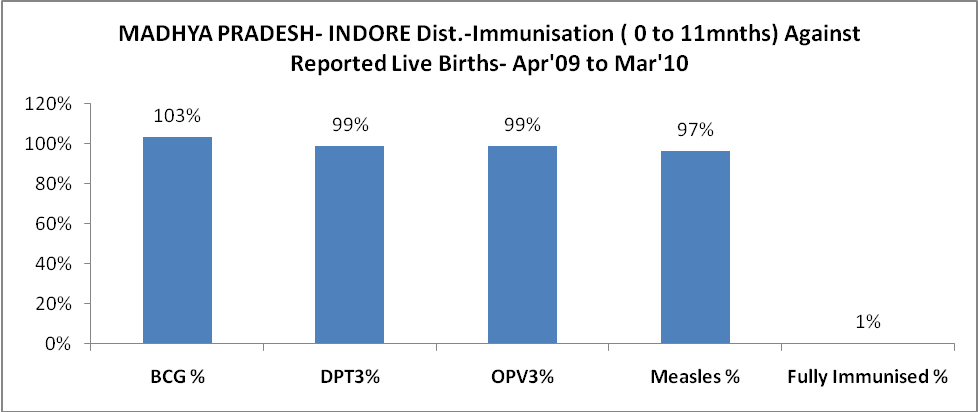 MADHYA PRADESH- INDORE Dist.-Immunisation ( 0 to 11mnths) Against
Reported Live Births- Apr'09 to Mar'10
120%
100%
80%
60%
40%
20%
0%
103%
99%
99%
97%
1%
BCG %
DPT3%
OPV3%
Measles %
Fully Immunised %